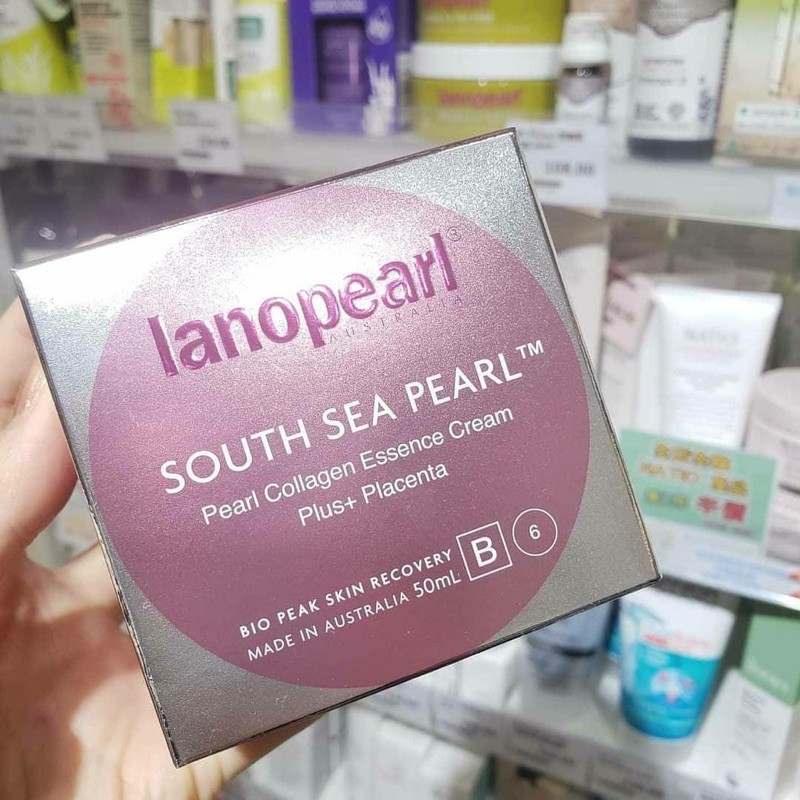 lanopearl
lanopearl®
AUSTRALIA
SOUTH SEA PEARL™
Pearl Collagen Essence Cream
Plus+ Placenta
BIO PEAK SKIN RECOVERY
MADE IN AUSTRALIA 50mL
B
6